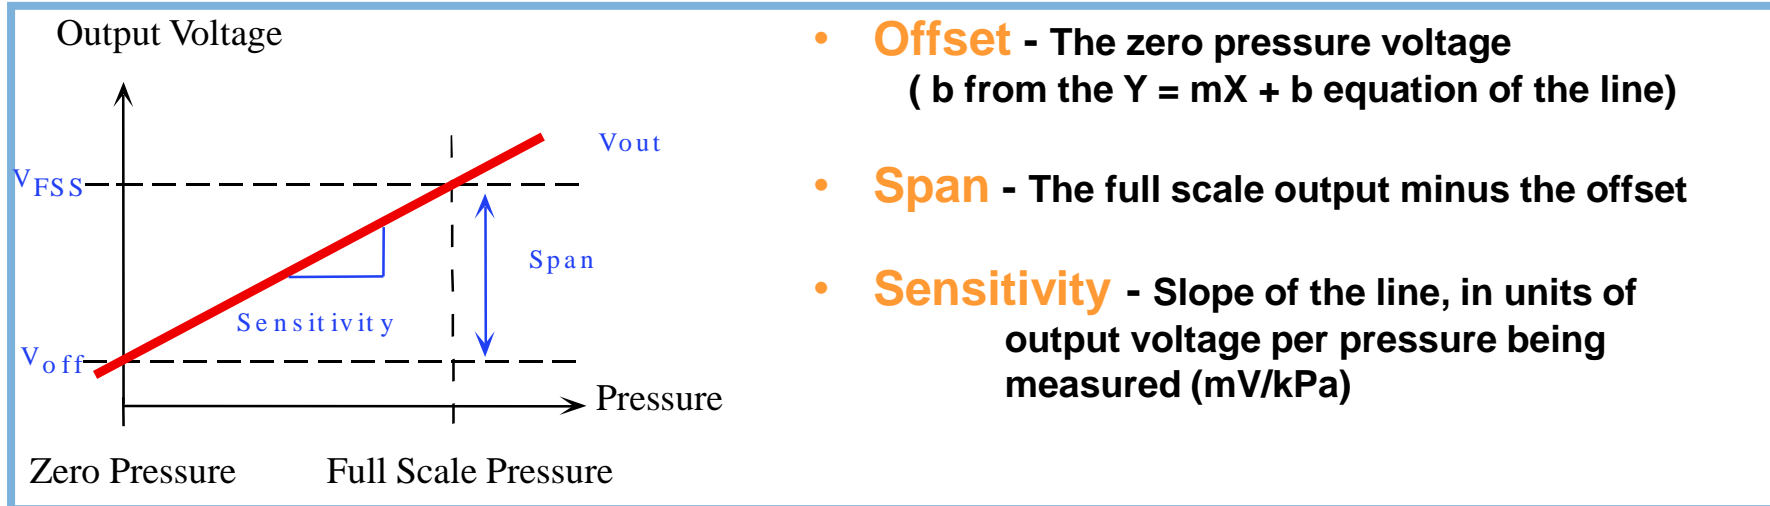 Output Voltage
VFSS
Voff
Vout
Span
Sensitivity
Pressure
Zero Pressure
Full Scale Pressure
• Offset - The zero pressure voltage
( b from the Y = mX + b equation of the line)
• Span - The full scale output minus the offset
• Sensitivity - Slope of the line, in units of
output voltage per pressure being
measured (mV/kPa)